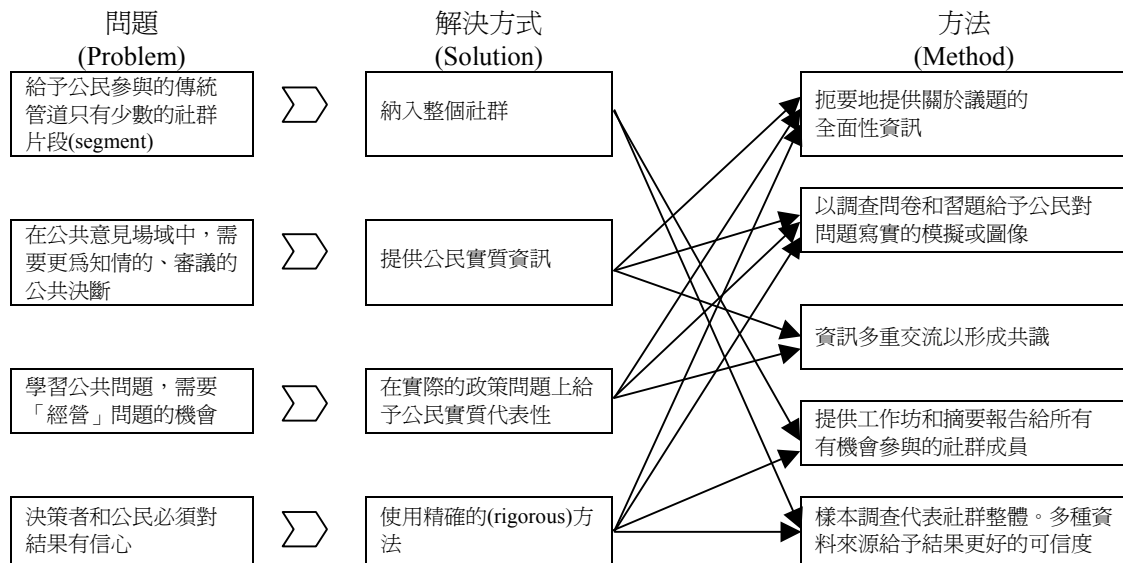 問題
(Problem)
給予公民參與的傳統
管道只有少數的社群
片段(segment)
在公共意見場域中，需
要更為知情的、審議的
公共決斷
學習公共問題，需要
「經營」問題的機會
決策者和公民必須對
結果有信心
解決方式
(Solution)
納入整個社群
提供公民實質資訊
在實際的政策問題上給
予公民實質代表性
使用精確的(rigorous)方
法
方法
(Method)
扼要地提供關於議題的
全面性資訊
以調查問卷和習題給予公民對
問題寫實的模擬或圖像
資訊多重交流以形成共識
提供工作坊和摘要報告給所有
有機會參與的社群成員
樣本調查代表社群整體。多種資
料來源給予結果更好的可信度